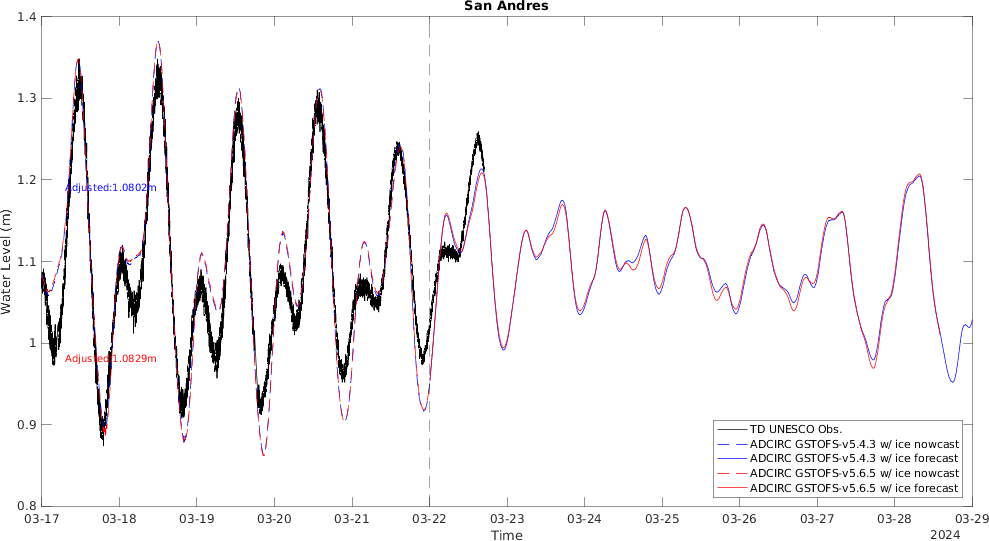 San Andres
Water Level (m)
1.4
1.3
1.2
1.1
1
0.9
0.8
Adjusted:1.0802m
Adjusted:1.0829m
TD UNESCO Obs.
ADCIRC GSTOFS-v5.4.3 w/ ice nowcast
ADCIRC GSTOFS-v5.4.3 w/ ice forecast
ADCIRC GSTOFS-v5.6.5 w/ ice nowcast
ADCIRC GSTOFS-v5.6.5 w/ ice forecast
03-17 03-18 03-19 03-20 03-21 03-22 03-23 03-24 03-25 03-26 03-27 03-28 03-29
Time
2024